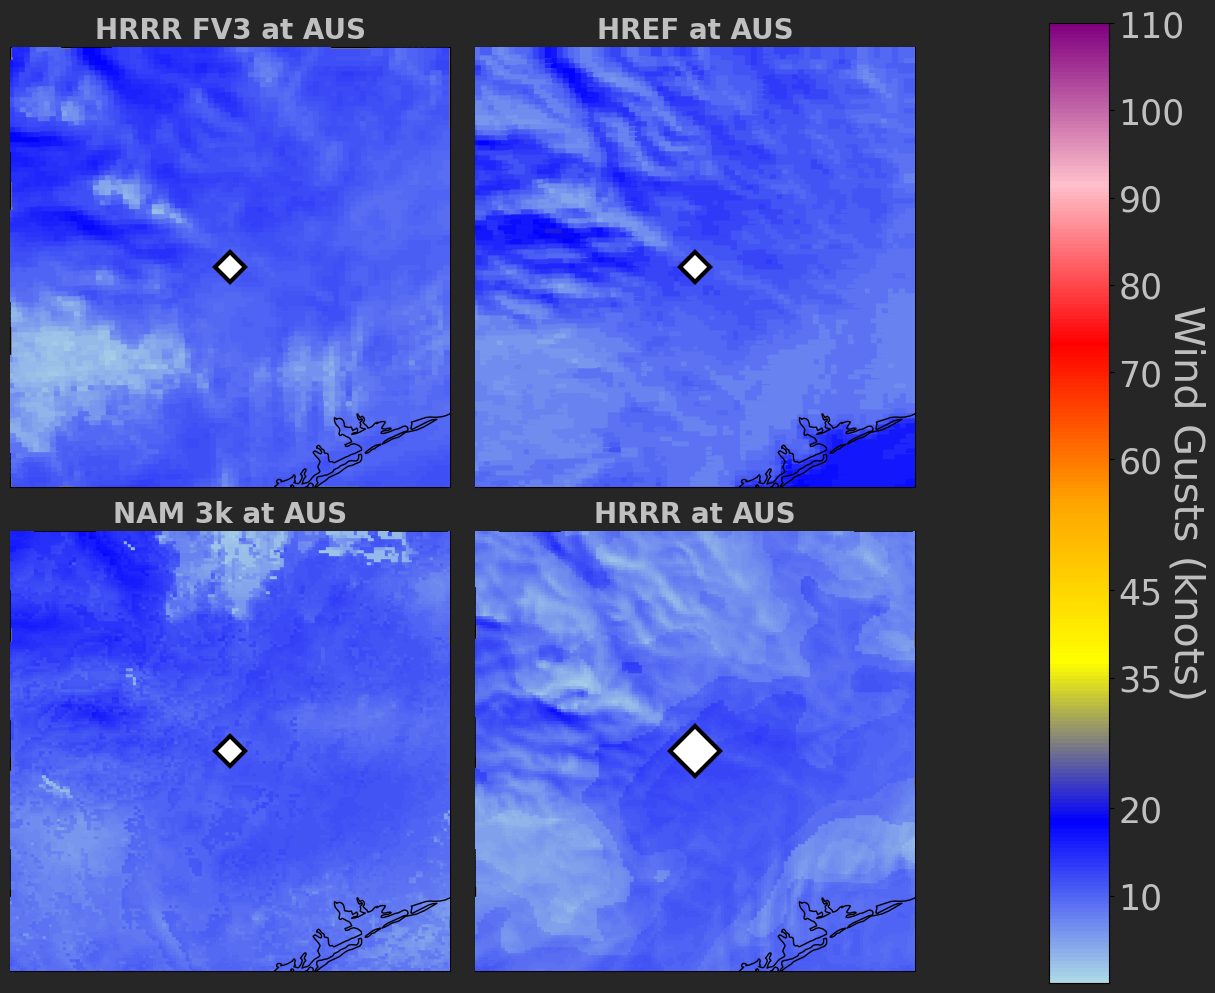 HRRR FV3 at AUS
HREF at AUS
NAM 3k at AUS
HRRR at AUS
110
100
90
80
70
60
45
35
20
10
Wind Gusts (knots)